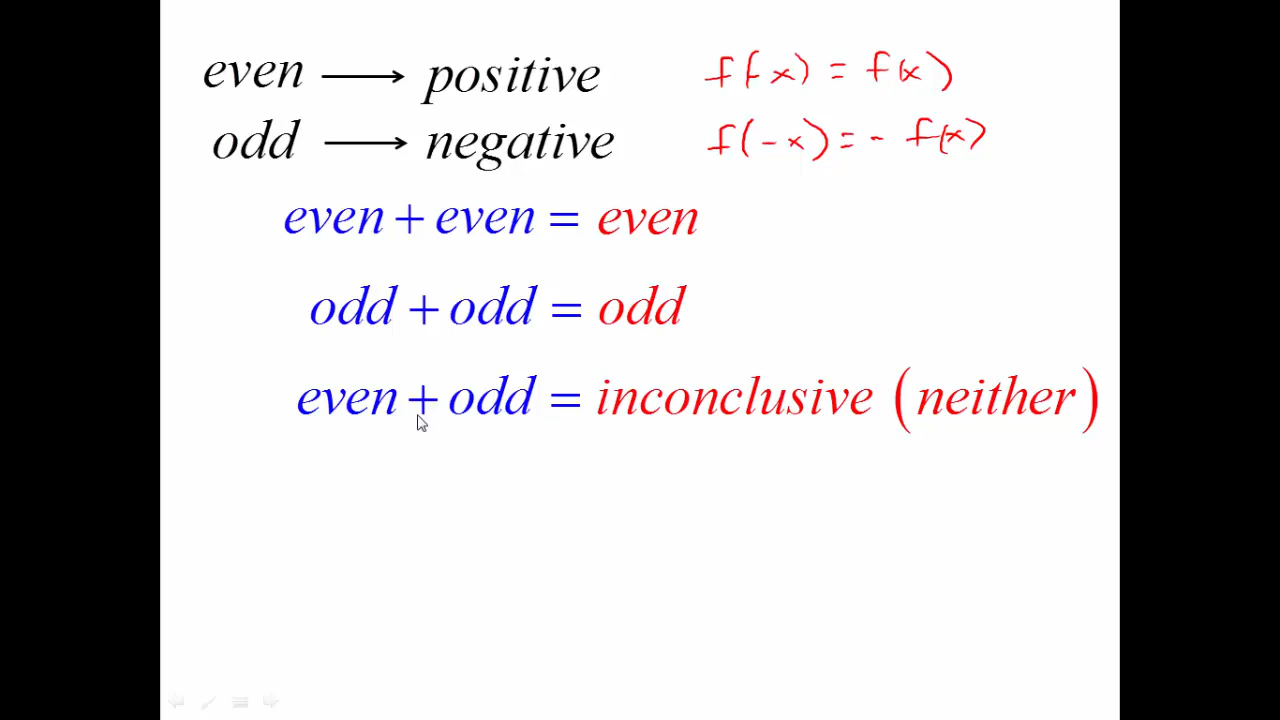 even → positive f(-x) = f(x)
odd → negative f(-x) = - f(x)
even + even = even
odd + odd = odd
even + odd = inconclusive (neither)